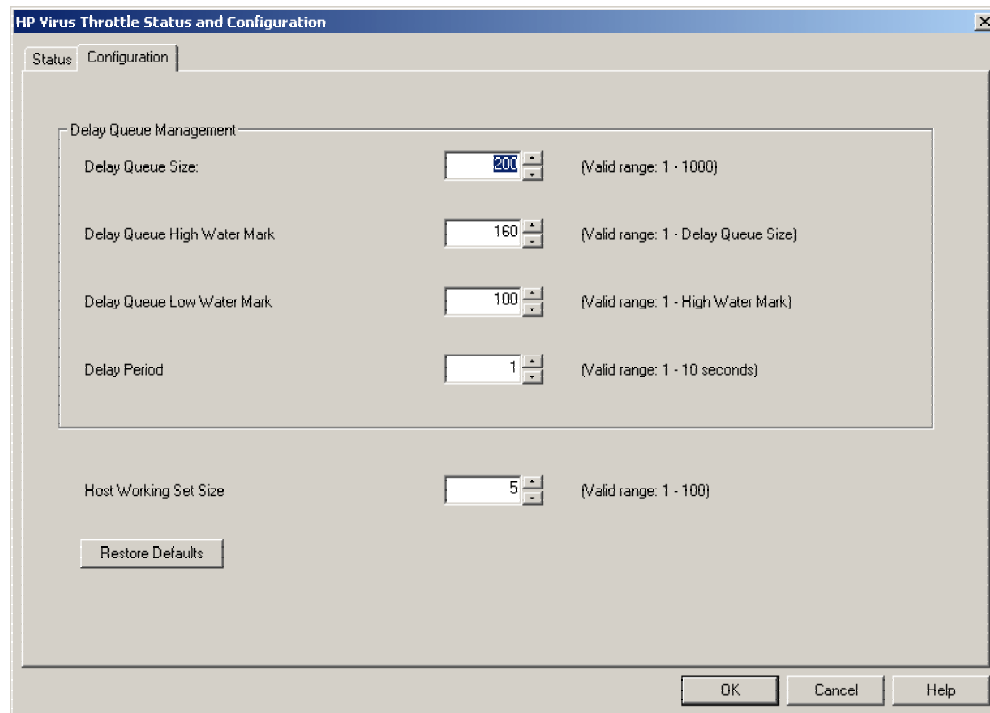 HP Virus Throttle Status and Configuration
Status
Configuration
Delay Queue Management
Delay Queue Size: 200 (Valid range: 1 - 1000)
Delay Queue High Water Mark 160 (Valid range: 1 - Delay Queue Size)
Delay Queue Low Water Mark 100 (Valid range: 1 - High Water Mark)
Delay Period 1 (Valid range: 1 - 10 seconds)
Host Working Set Size 5 (Valid range: 1 - 100)
Restore Defaults
OK Cancel Help